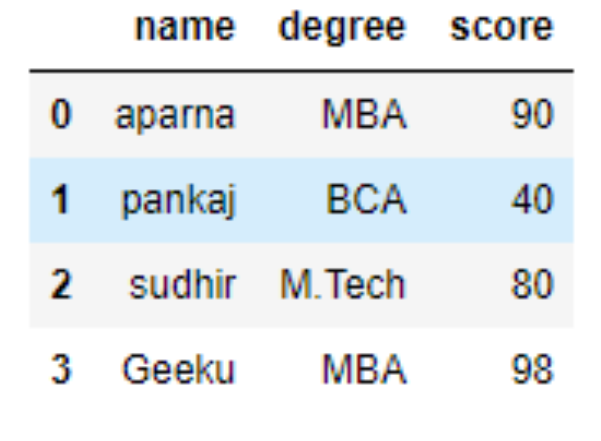 name degree score
0 aparna MBA 90
1 pankaj BCA 40
2 sudhir M.Tech 80
3 Geeku MBA 98